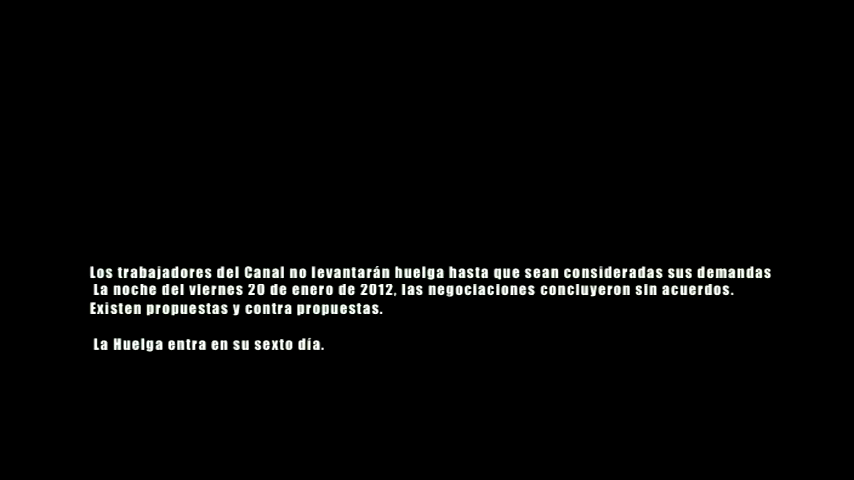 Los trabajadores del Canal no levantarán huelga hasta que sean consideradas sus demandas
La noche del viernes 20 de enero de 2012, las negociaciones concluyeron sin acuerdos.
Existen propuestas y contra propuestas.
La Huelga entra en su sexto día.